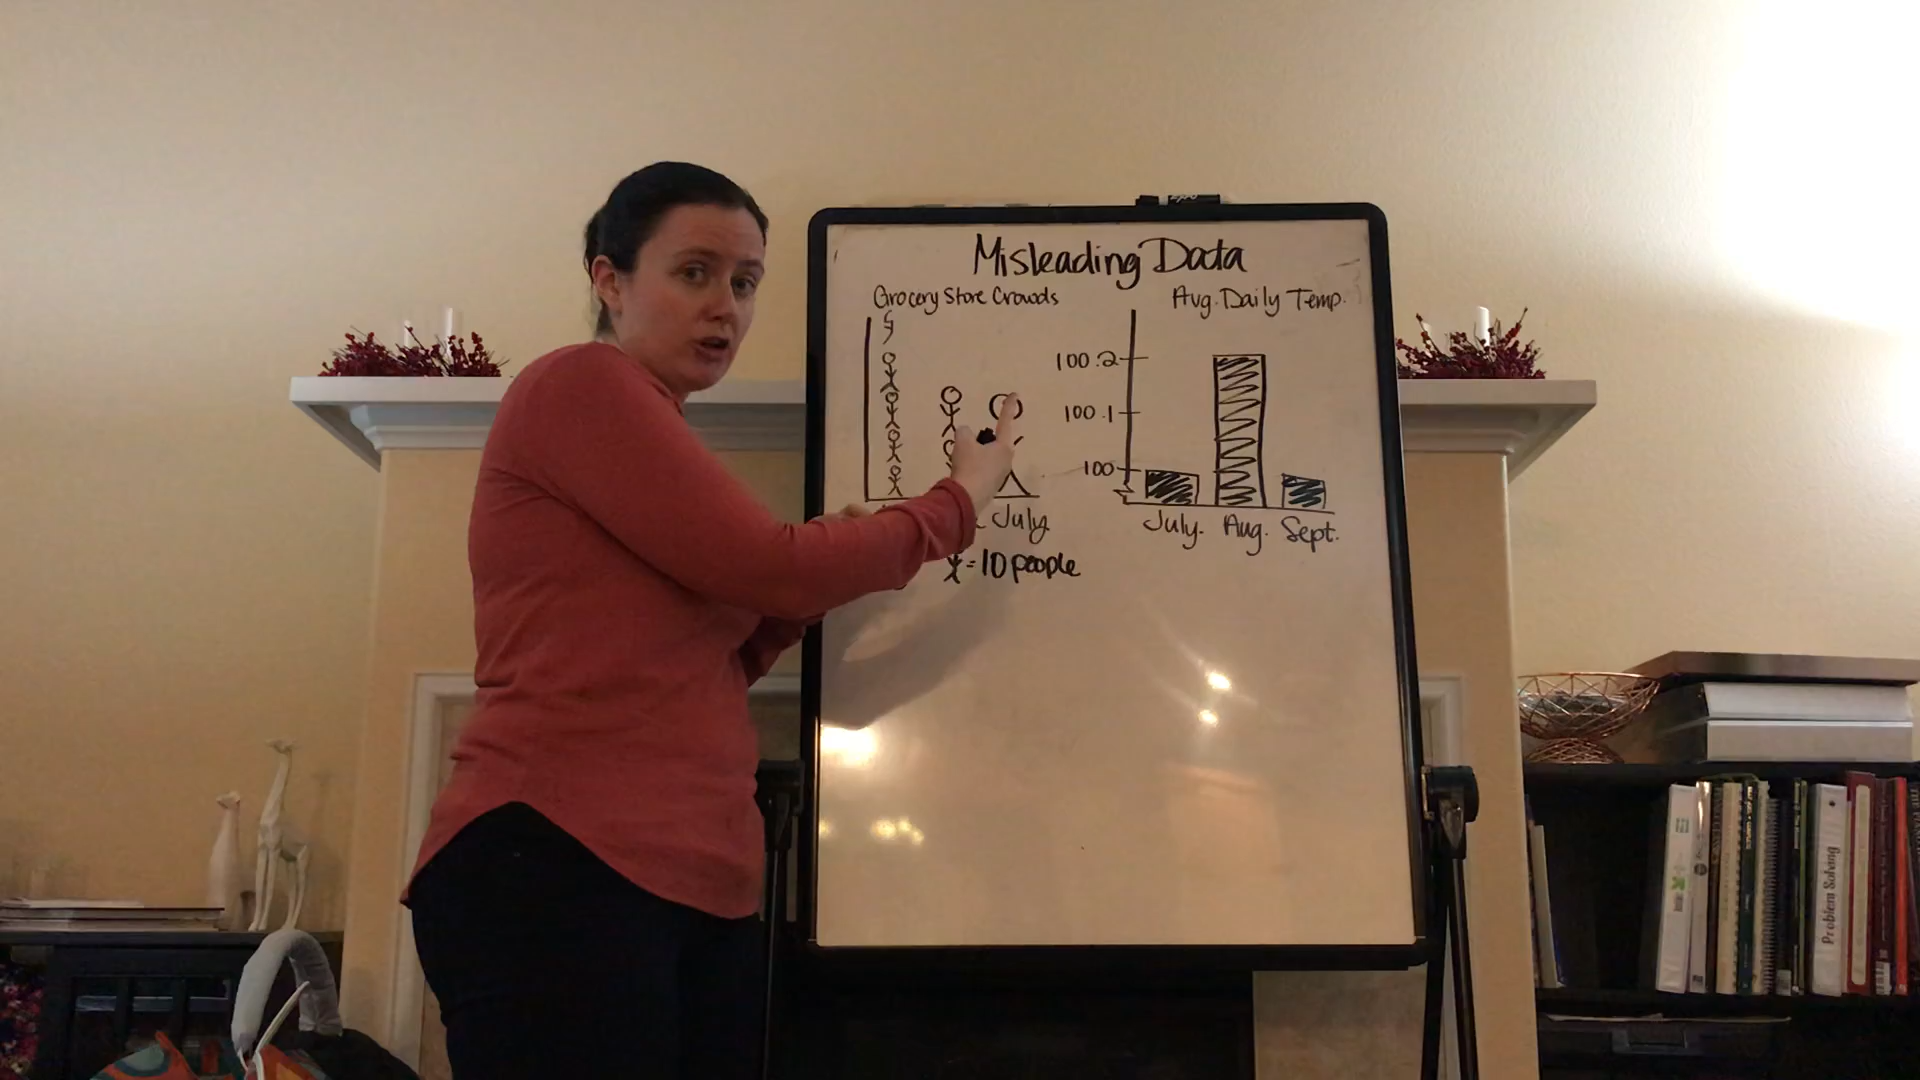 Misleading Data
Grocery Store Crowds
July
= 10 people
Avg. Daily Temp.
100.2
100.1
100
July. Aug. Sept.
Problem Solving